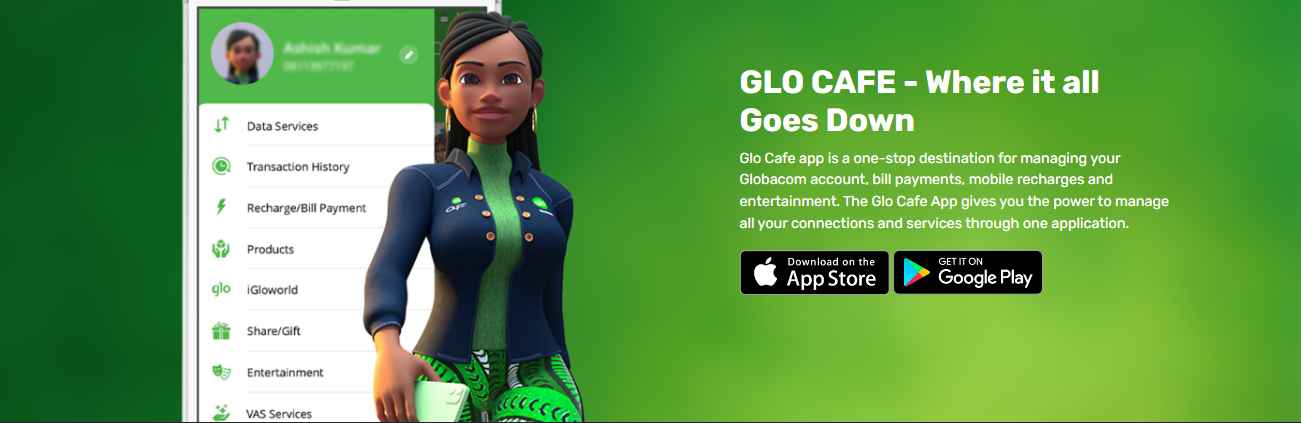 Ashish Kumar
Data Services
Transaction History
Recharge/Bill Payment
Products
glo iGloworld
Share/Gift
Entertainment
VAS Services
GLO CAFE - Where it all
Goes Down
Glo Cafe app is a one-stop destination for managing your
Globacom account, bill payments, mobile recharges and
entertainment. The Glo Cafe App gives you the power to manage
all your connections and services through one application.
Download on the
App Store
GET IT ON
Google Play